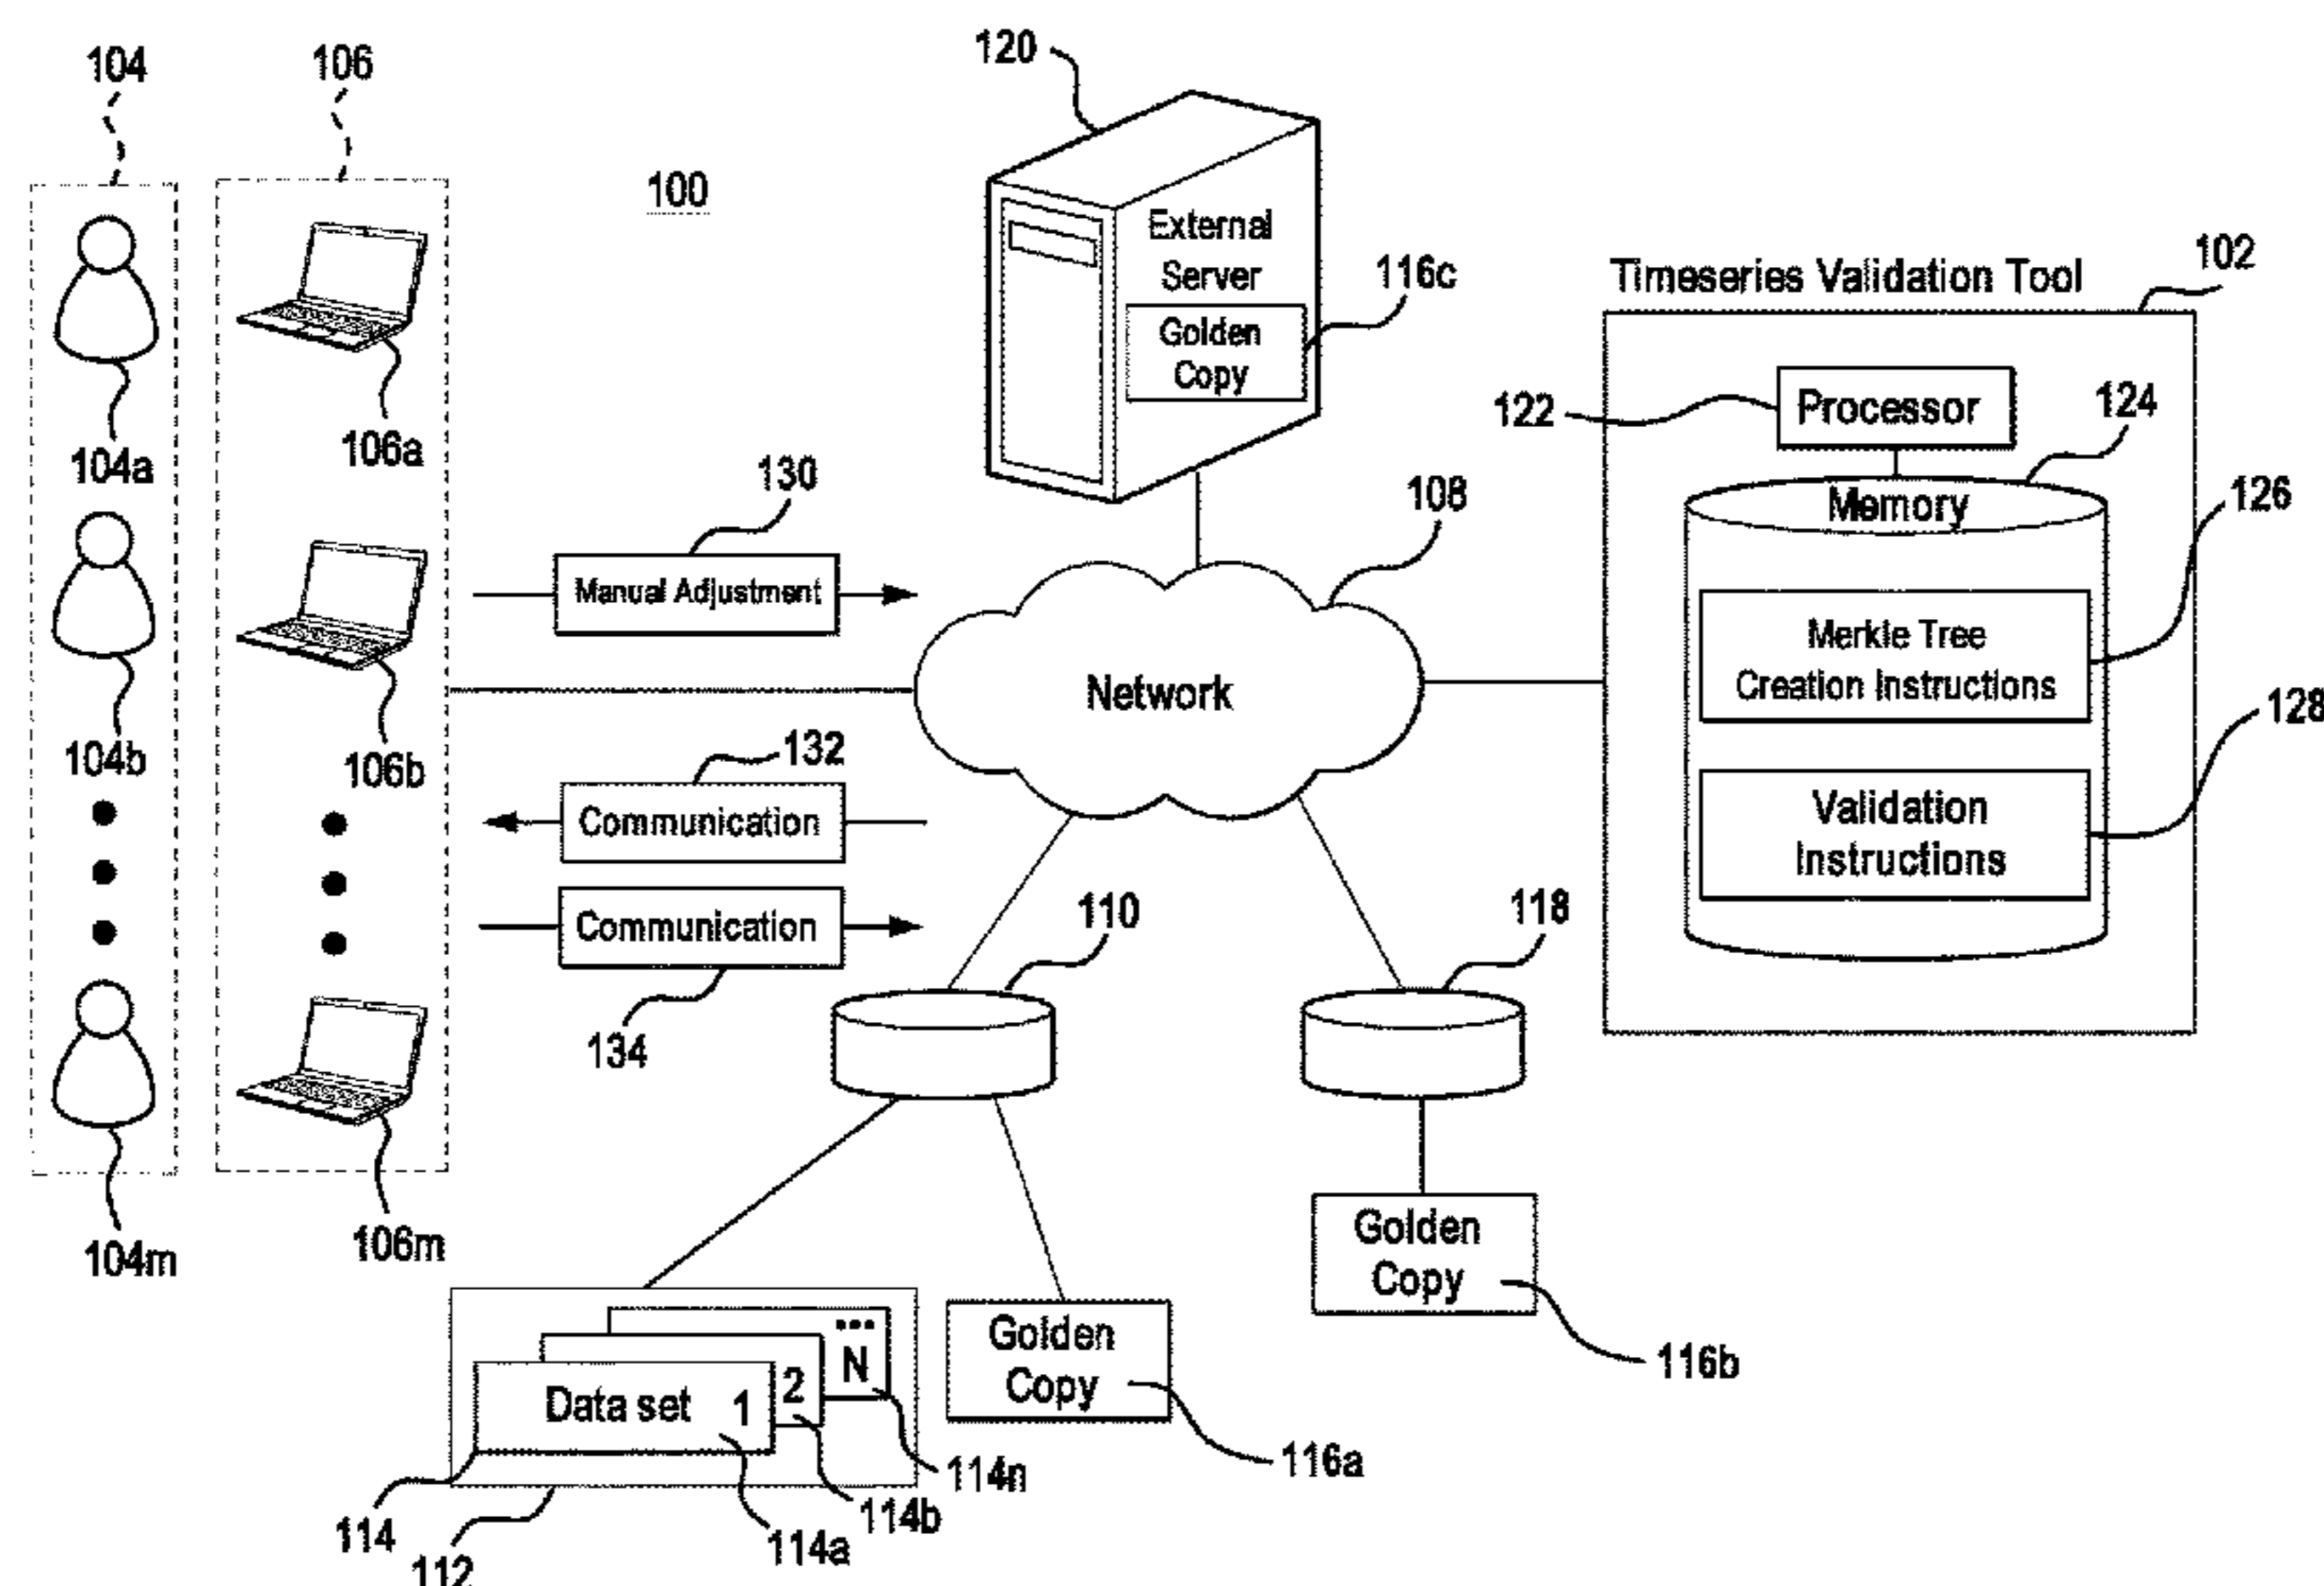 104
106
120
100
External
Server
116c
Golden
Copy
102
Timeseries Validation Tool
122
Processor
124
Memory
126
Merkle Tree
Creation Instructions
128
Validation
Instructions
104a
106a
130
Manual Adjustment
108
Network
104b
106b
132
Communication
Communication
134
110
118
104m
106m
Golden
Copy
116b
Data set 1
2
...
N
Golden
Copy
116a
114n
114b
114a
114
112